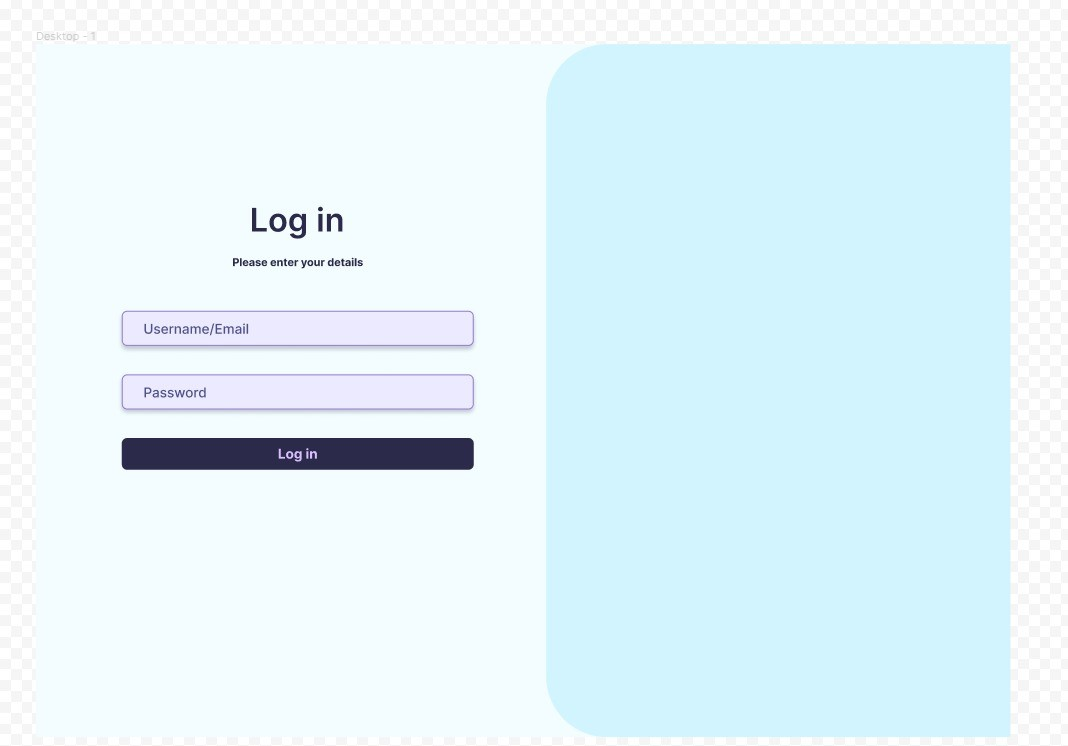 Desktop – 1
Log in
Please enter your details
Username/Email
Password
Log in